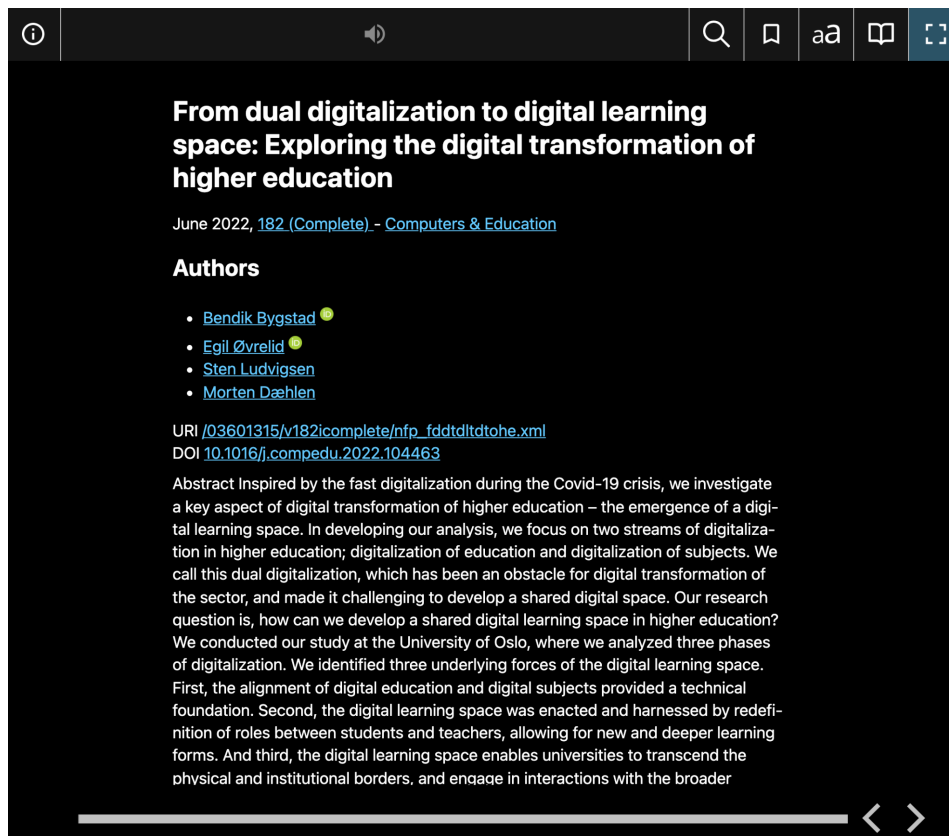 aa
From dual digitalization to digital learning
space: Exploring the digital transformation of
higher education
June 2022, 182 (Complete) - Computers & Education
Authors
• Bendik Bygstad iD
• Egil Øvrelid iD
• Sten Ludvigsen
• Morten Dæhlen
URI /03601315/v182icomplete/nfp_fddtdltdtohe.xml
DOI 10.1016/j.compedu.2022.104463
Abstract Inspired by the fast digitalization during the Covid-19 crisis, we investigate
a key aspect of digital transformation of higher education – the emergence of a digi-
tal learning space. In developing our analysis, we focus on two streams of digitaliza-
tion in higher education; digitalization of education and digitalization of subjects. We
call this dual digitalization, which has been an obstacle for digital transformation of
the sector, and made it challenging to develop a shared digital space. Our research
question is, how can we develop a shared digital learning space in higher education?
We conducted our study at the University of Oslo, where we analyzed three phases
of digitalization. We identified three underlying forces of the digital learning space.
First, the alignment of digital education and digital subjects provided a technical
foundation. Second, the digital learning space was enacted and harnessed by redefi-
nition of roles between students and teachers, allowing for new and deeper learning
forms. And third, the digital learning space enables universities to transcend the
physical and institutional borders, and engage in interactions with the broader